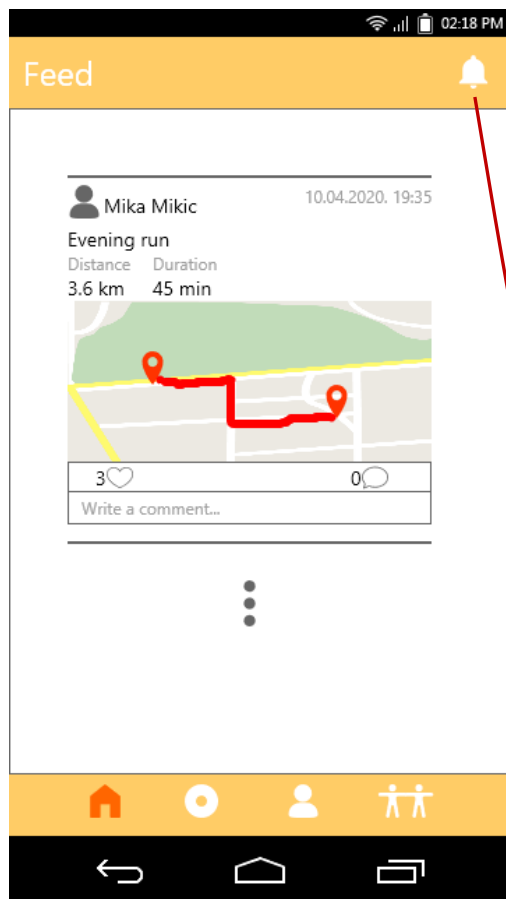 02:18 PM
Feed
Mika Mikic
10.04.2020. 19:35
Evening run
Distance Duration
3.6 km 45 min
3 0
Write a comment...